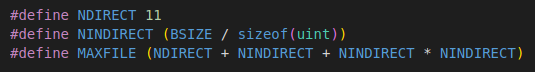 #define NDIRECT 11
#define NINDIRECT (BSIZE / sizeof(uint))
#define MAXFILE (NDIRECT + NINDIRECT + NINDIRECT * NINDIRECT)